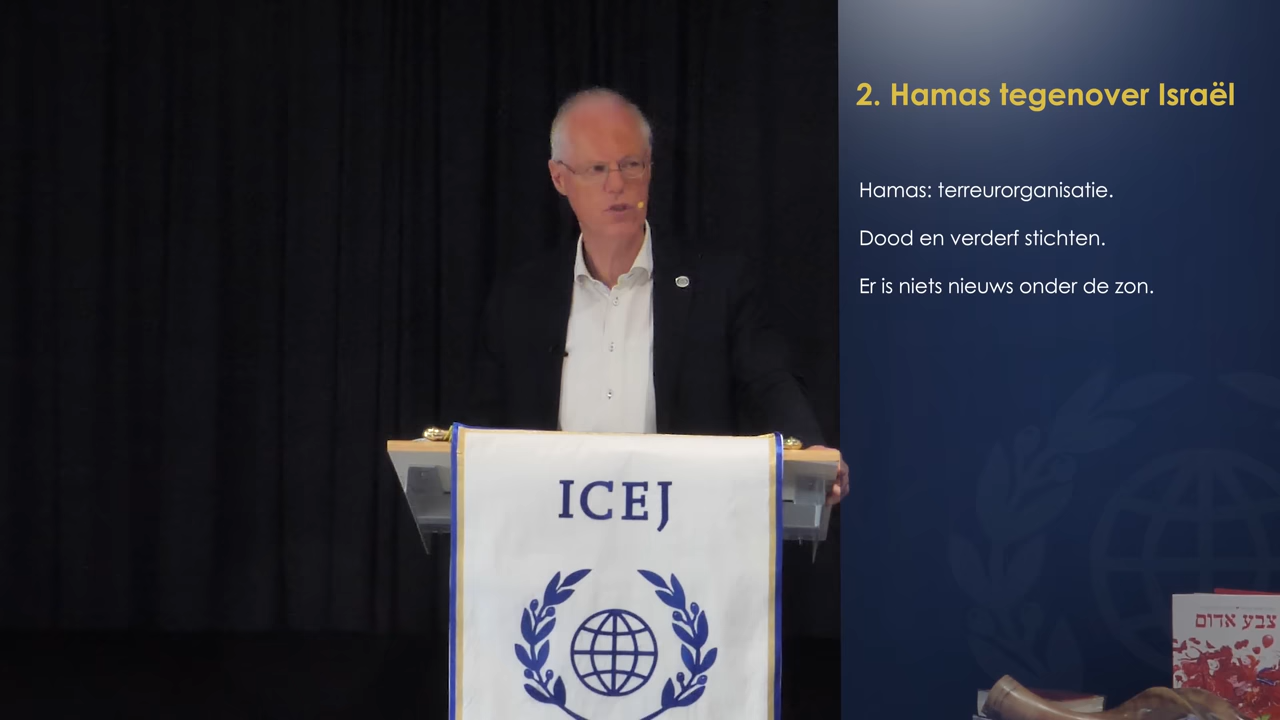 2. Hamas tegenover Israël
Hamas: terreurorganisatie.
Dood en verderf stichten.
Er is niets nieuws onder de zon.
ICEJ
צבע אדום